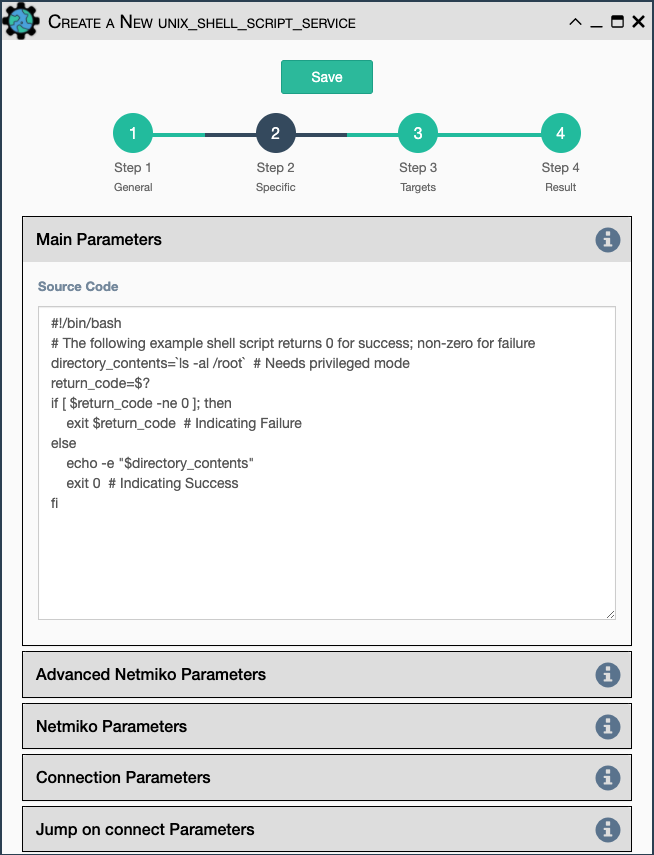 Create a New unix_shell_script_service
Save
1 2 3 4
Step 1 Step 2 Step 3 Step 4
General Specific Targets Result
Main Parameters
Source Code
#!/bin/bash
# The following example shell script returns 0 for success; non-zero for failure
directory_contents=`ls -al /root`  # Needs privileged mode
return_code=$?
if [ $return_code -ne 0 ]; then
    exit $return_code  # Indicating Failure
else
    echo -e "$directory_contents"
    exit 0  # Indicating Success
fi
Advanced Netmiko Parameters
Netmiko Parameters
Connection Parameters
Jump on connect Parameters